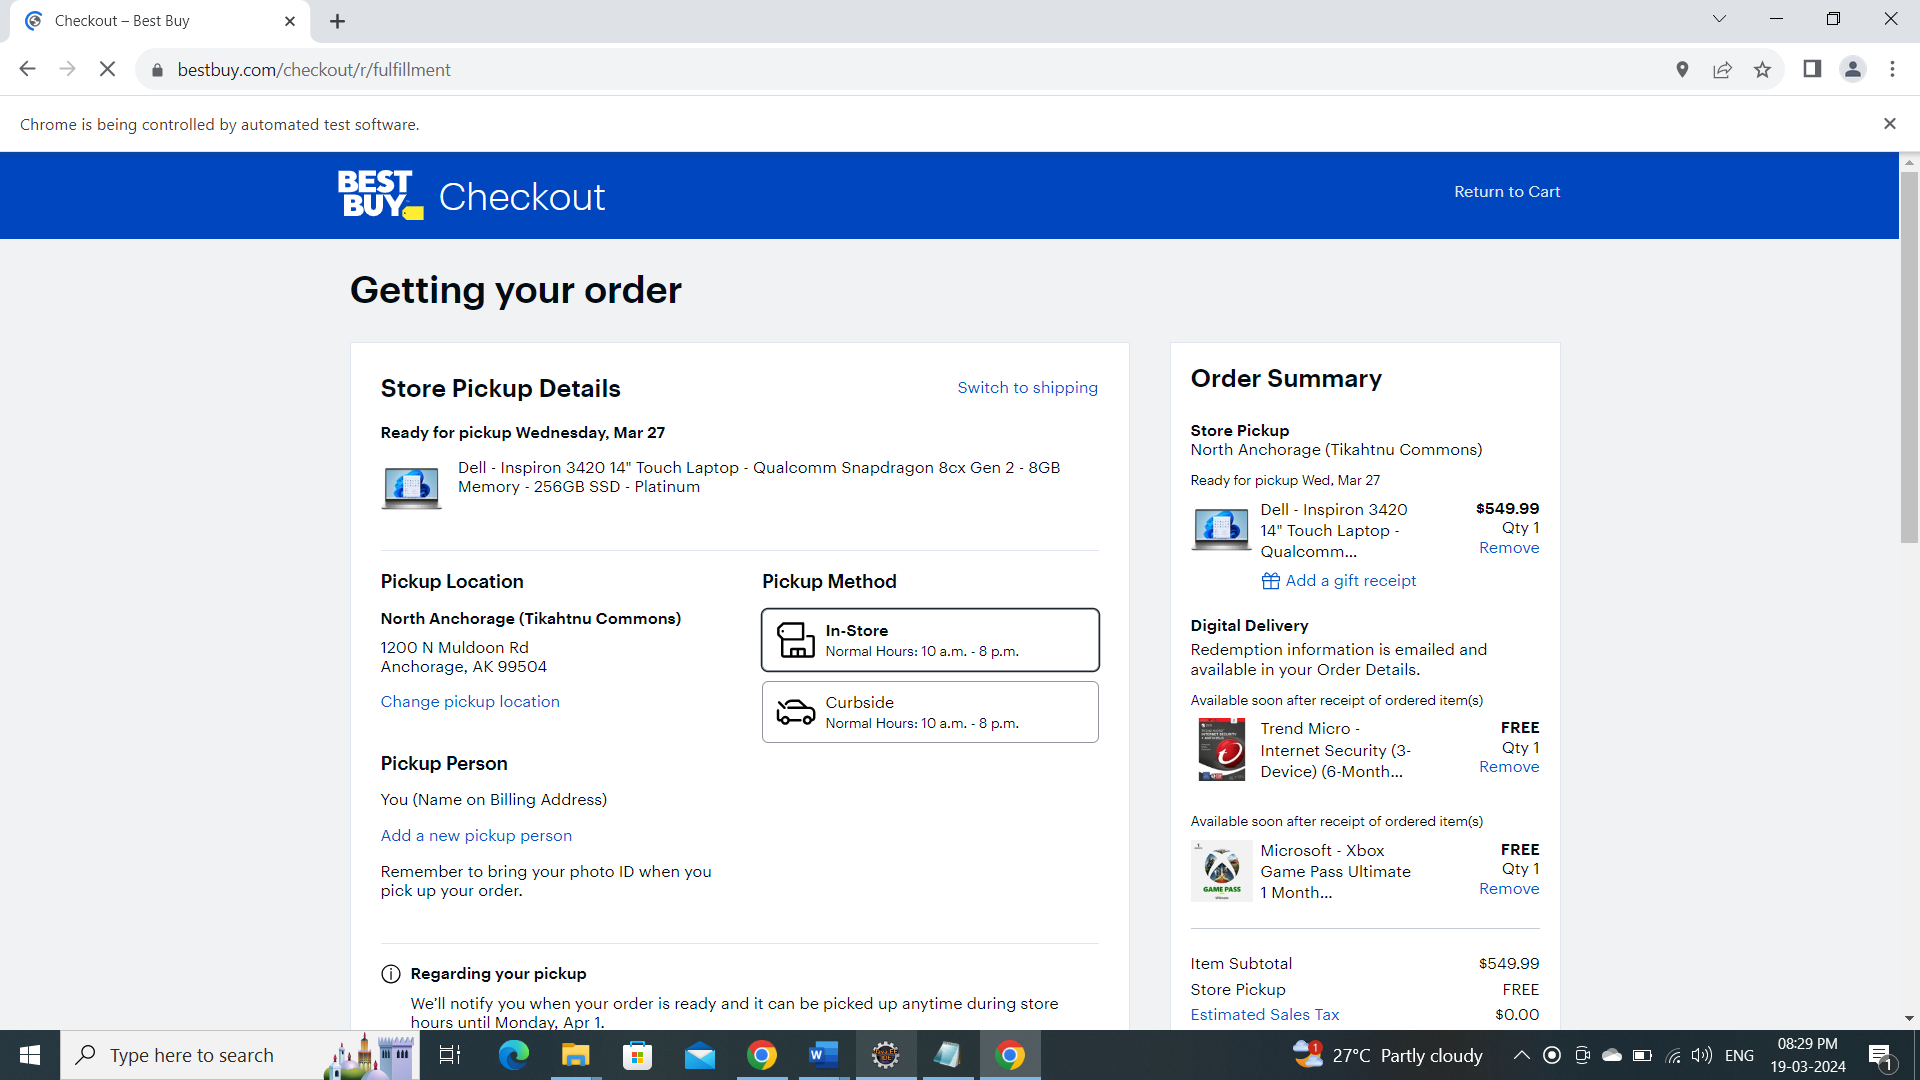 Checkout – Best Buy
bestbuy.com/checkout/r/fulfillment
Chrome is being controlled by automated test software.
BEST
BUY
Checkout
Return to Cart
Getting your order
Store Pickup Details
Switch to shipping
Ready for pickup Wednesday, Mar 27
Dell - Inspiron 3420 14" Touch Laptop - Qualcomm Snapdragon 8cx Gen 2 - 8GB
Memory - 256GB SSD - Platinum
Pickup Location
North Anchorage (Tikahtnu Commons)
1200 N Muldoon Rd
Anchorage, AK 99504
Change pickup location
Pickup Method
In-Store
Normal Hours: 10 a.m. - 8 p.m.
Curbside
Normal Hours: 10 a.m. - 8 p.m.
Pickup Person
You (Name on Billing Address)
Add a new pickup person
Remember to bring your photo ID when you
pick up your order.
Regarding your pickup
We'll notify you when your order is ready and it can be picked up anytime during store
hours until Monday, Apr 1.
Order Summary
Store Pickup
North Anchorage (Tikahtnu Commons)
Ready for pickup Wed, Mar 27
Dell - Inspiron 3420
14" Touch Laptop -
Qualcomm...
$549.99
Qty 1
Remove
Add a gift receipt
Digital Delivery
Redemption information is emailed and
available in your Order Details.
Available soon after receipt of ordered item(s)
Trend Micro -
Internet Security (3-
Device) (6-Month...
FREE
Qty 1
Remove
Available soon after receipt of ordered item(s)
GAME PASS
Microsoft - Xbox
Game Pass Ultimate
1 Month...
FREE
Qty 1
Remove
Item Subtotal $549.99
Store Pickup FREE
Estimated Sales Tax $0.00
Type here to search
27°C Partly cloudy
ENG
08:29 PM
19-03-2024
1
1